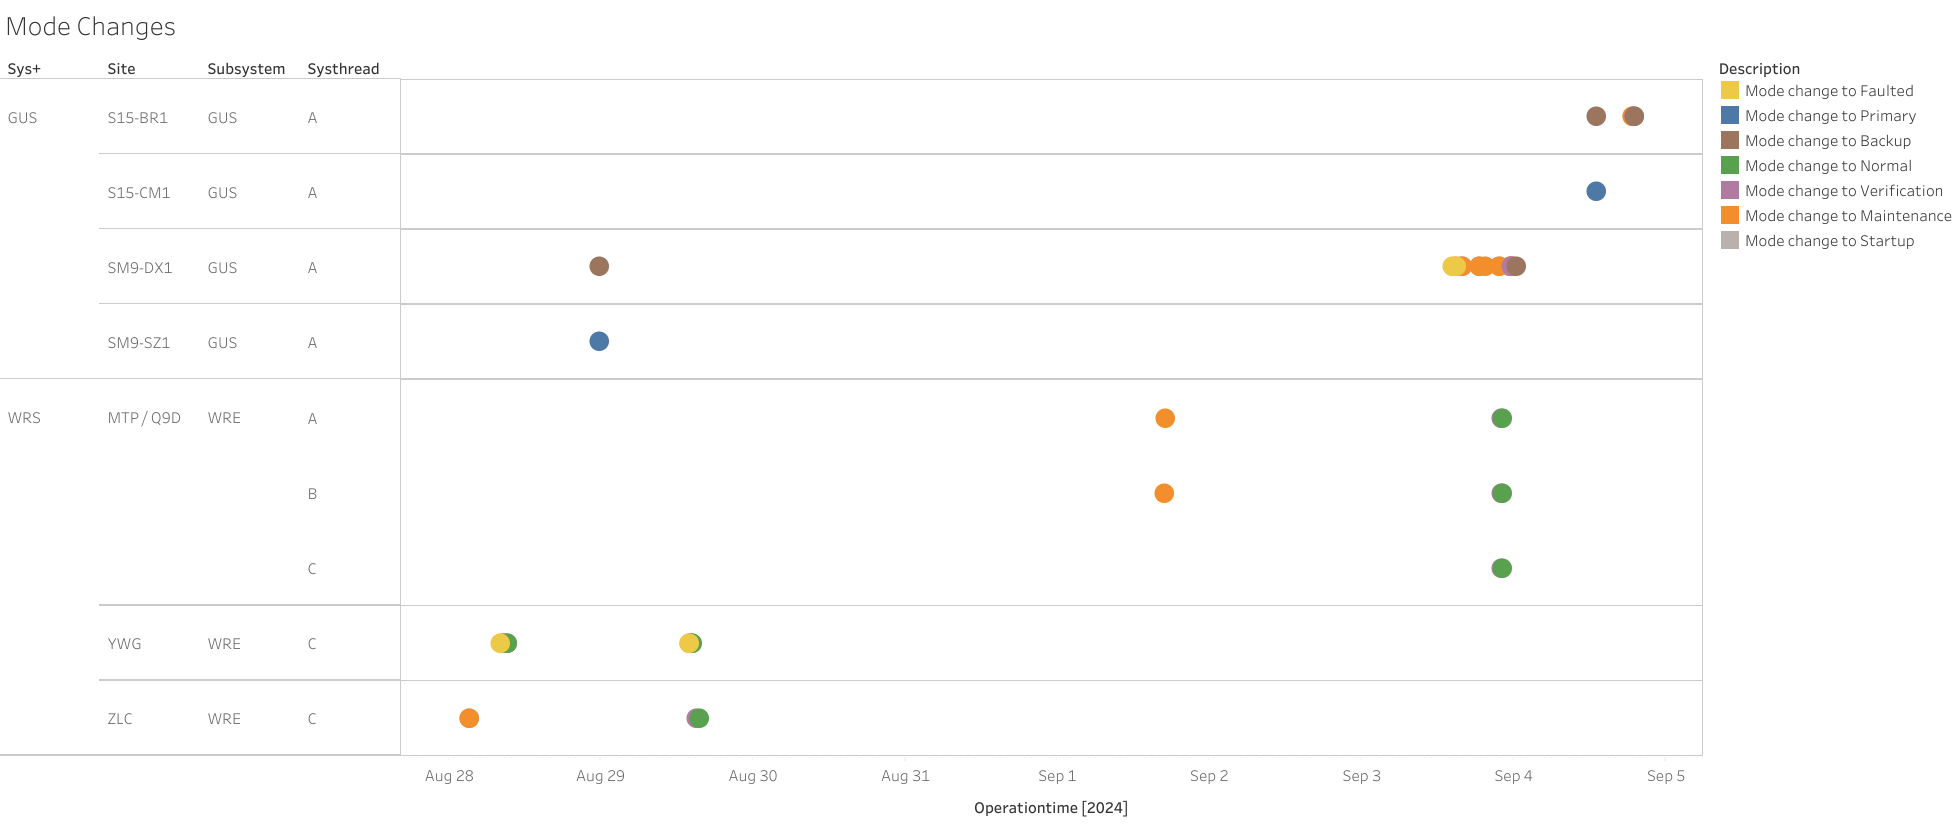 Mode Changes
Sys+ Site Subsystem Systhread
GUS S15-BR1 GUS A
S15-CM1 GUS A
SM9-DX1 GUS A
SM9-SZ1 GUS A
WRS MTP / Q9D WRE A
B
C
YWG WRE C
ZLC WRE C
Aug 28 Aug 29 Aug 30 Aug 31 Sep 1 Sep 2 Sep 3 Sep 4 Sep 5
Operationtime [2024]
Description
Mode change to Faulted
Mode change to Primary
Mode change to Backup
Mode change to Normal
Mode change to Verification
Mode change to Maintenance
Mode change to Startup